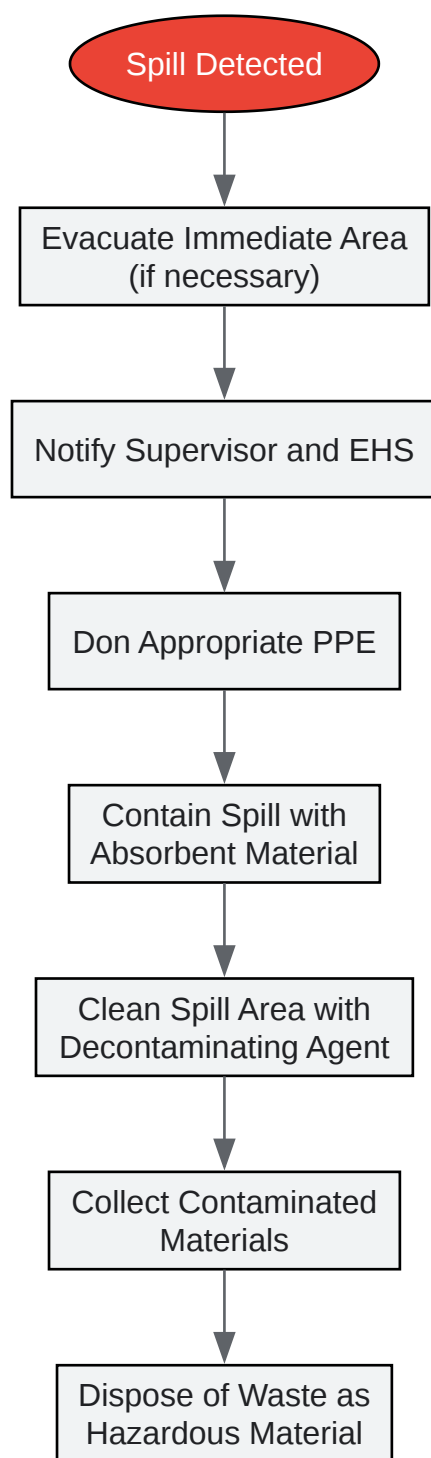 Spill Detected
Evacuate Immediate Area
(if necessary)
Notify Supervisor and EHS
Don Appropriate PPE
Contain Spill with
Absorbent Material
Clean Spill Area with
Decontaminating Agent
Collect Contaminated
Materials
Dispose of Waste as
Hazardous Material